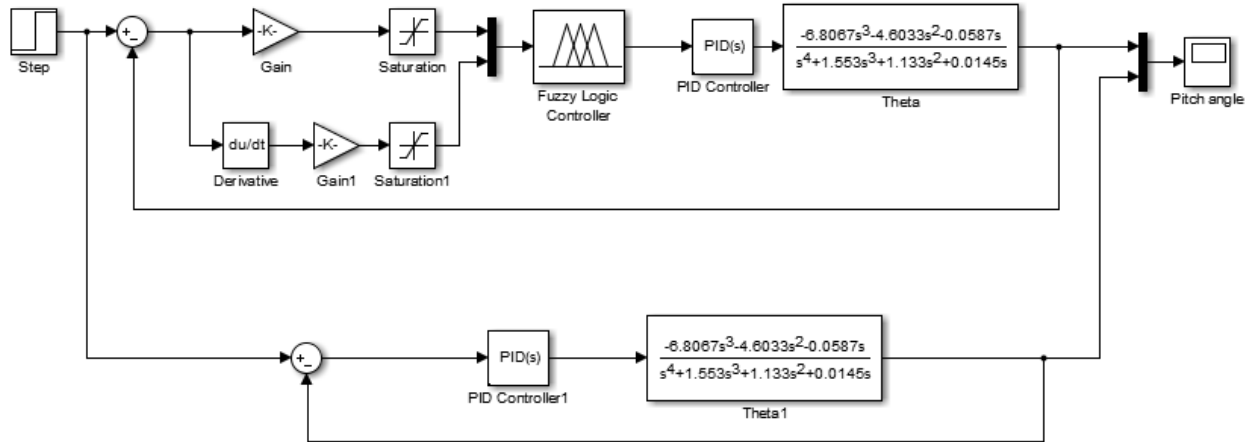 Step
+
-
-K-
Gain
Saturation
du/dt
Derivative
-K-
Gain1
Saturation1
Fuzzy Logic
Controller
PID(s)
PID Controller
-6.8067s³-4.6033s²-0.0587s
s⁴+1.553s³+1.133s²+0.0145s
Theta
Pitch angle
+
-
PID(s)
PID Controller1
-6.8067s³-4.6033s²-0.0587s
s⁴+1.553s³+1.133s²+0.0145s
Theta1